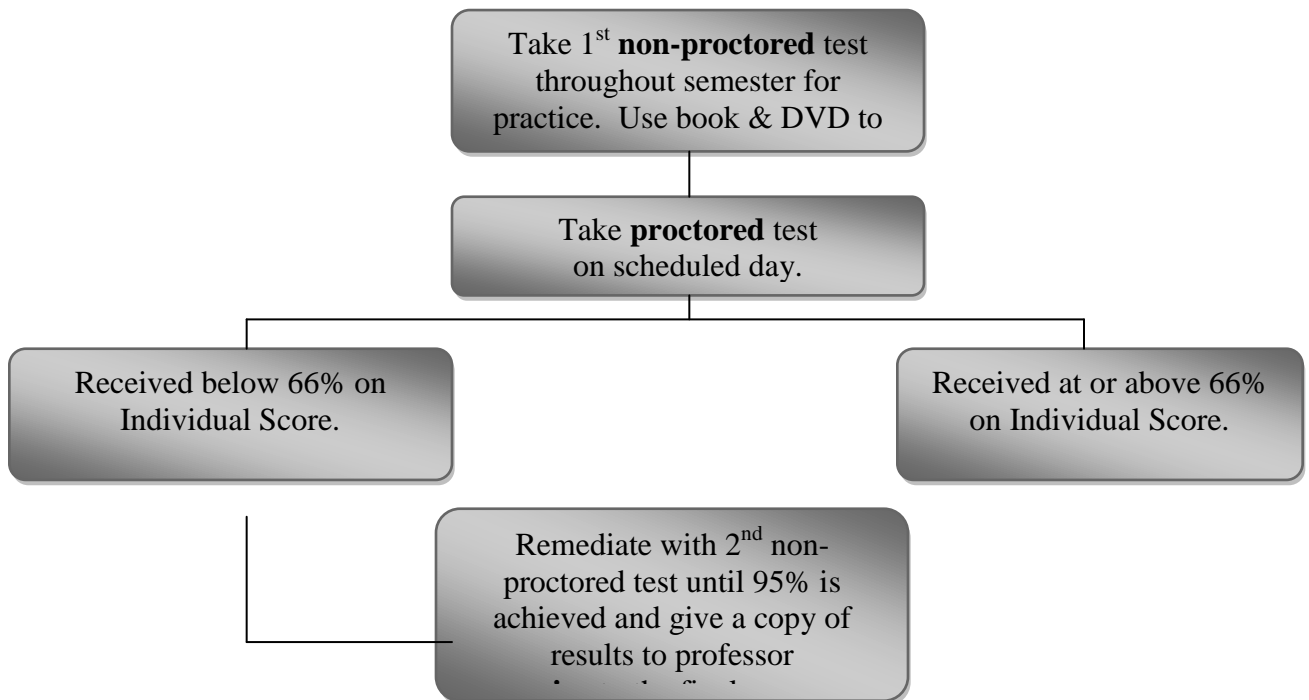 Take 1st non-proctored test
throughout semester for
practice. Use book & DVD to
Take proctored test
on scheduled day.
Received below 66% on
Individual Score.
Received at or above 66%
on Individual Score.
Remediate with 2nd non-
proctored test until 95% is
achieved and give a copy of
results to professor